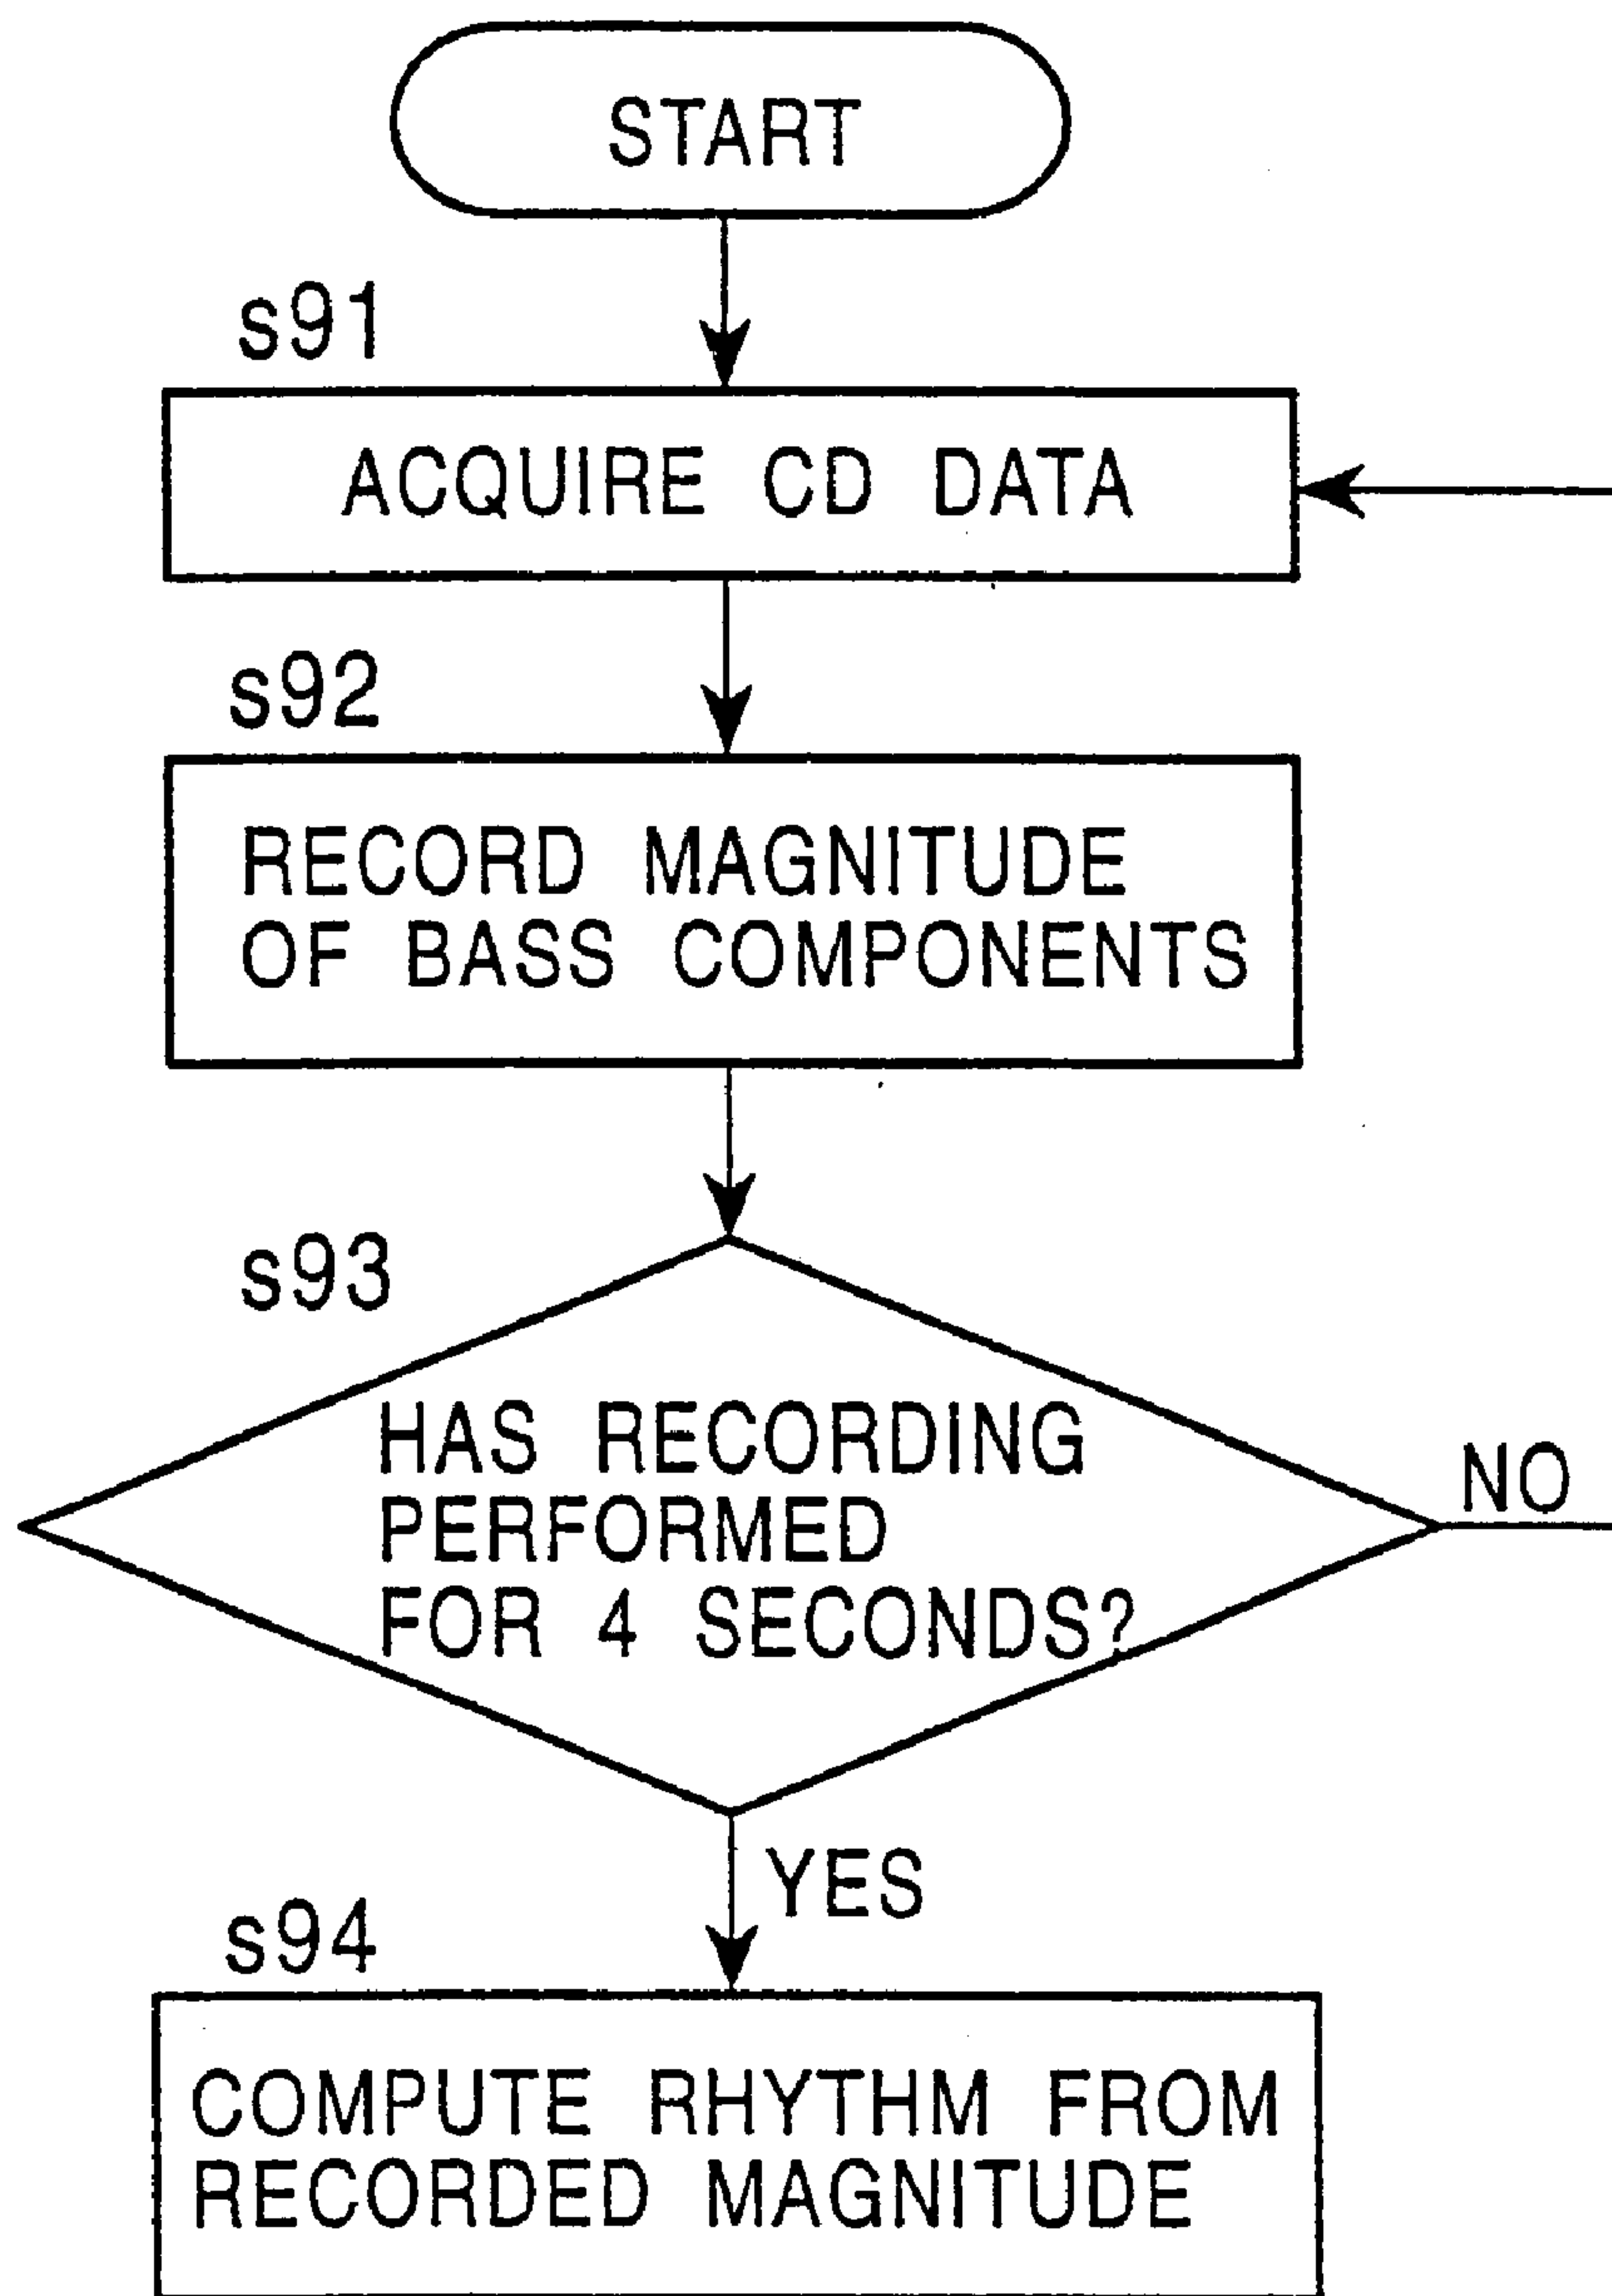 START
s91
ACQUIRE CD DATA
s92
RECORD MAGNITUDE
OF BASS COMPONENTS
s93
HAS RECORDING
PERFORMED
FOR 4 SECONDS?
NO
YES
s94
COMPUTE RHYTHM FROM
RECORDED MAGNITUDE